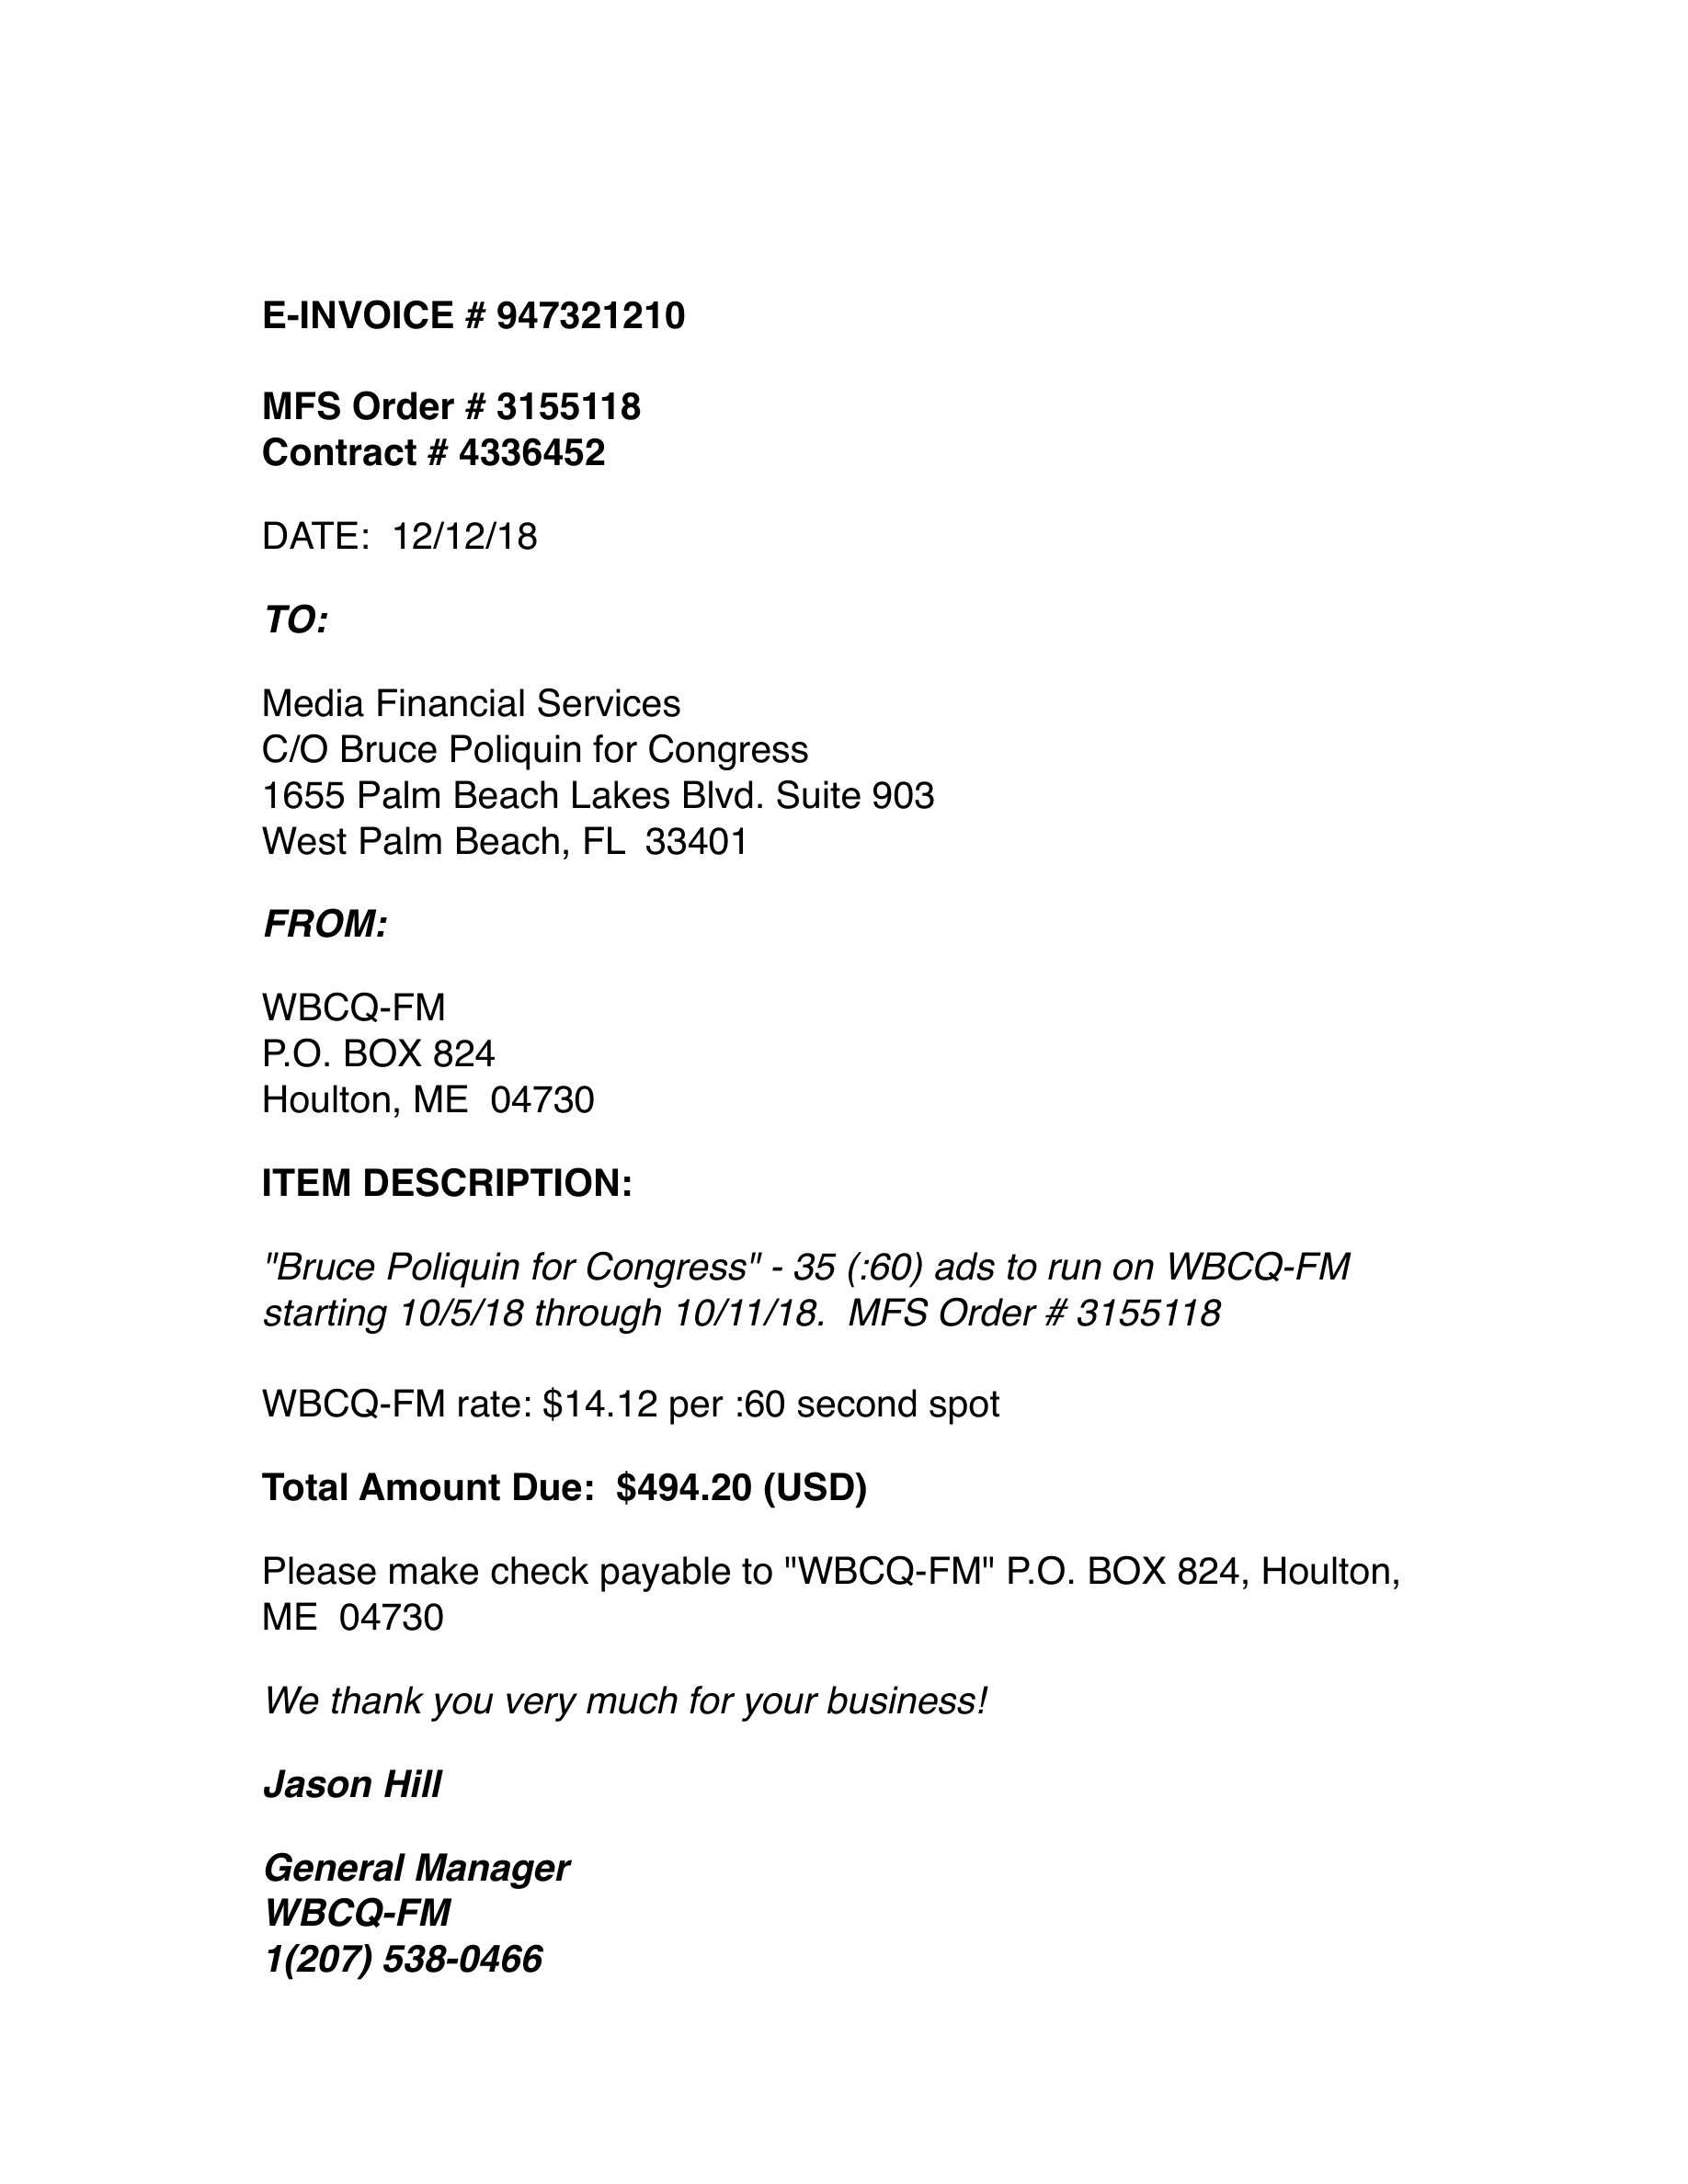 E-INVOICE # 947321210
MFS Order # 3155118
Contract # 4336452
DATE:  12/12/18
TO:
Media Financial Services
C/O Bruce Poliquin for Congress
1655 Palm Beach Lakes Blvd. Suite 903
West Palm Beach, FL  33401
FROM:
WBCQ-FM
P.O. BOX 824
Houlton, ME  04730
ITEM DESCRIPTION:
"Bruce Poliquin for Congress" - 35 (:60) ads to run on WBCQ-FM
starting 10/5/18 through 10/11/18.  MFS Order # 3155118
WBCQ-FM rate: $14.12 per :60 second spot
Total Amount Due:  $494.20 (USD)
Please make check payable to "WBCQ-FM" P.O. BOX 824, Houlton,
ME  04730
We thank you very much for your business!
Jason Hill
General Manager
WBCQ-FM
1(207) 538-0466